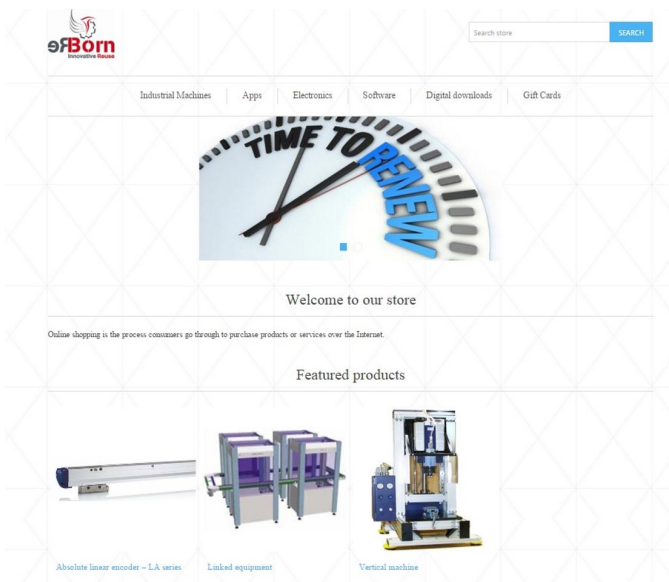 eRBorn
Innovative Reuse
Search store
SEARCH
Industrial Machines
Apps
Electronics
Software
Digital downloads
Gift Cards
TIME TO RENEW
Welcome to our store
Online shopping is the process consumers go through to purchase products or services over the Internet.
Featured products
Absolute linear encoder – LA series
Linked equipment
Vertical machine